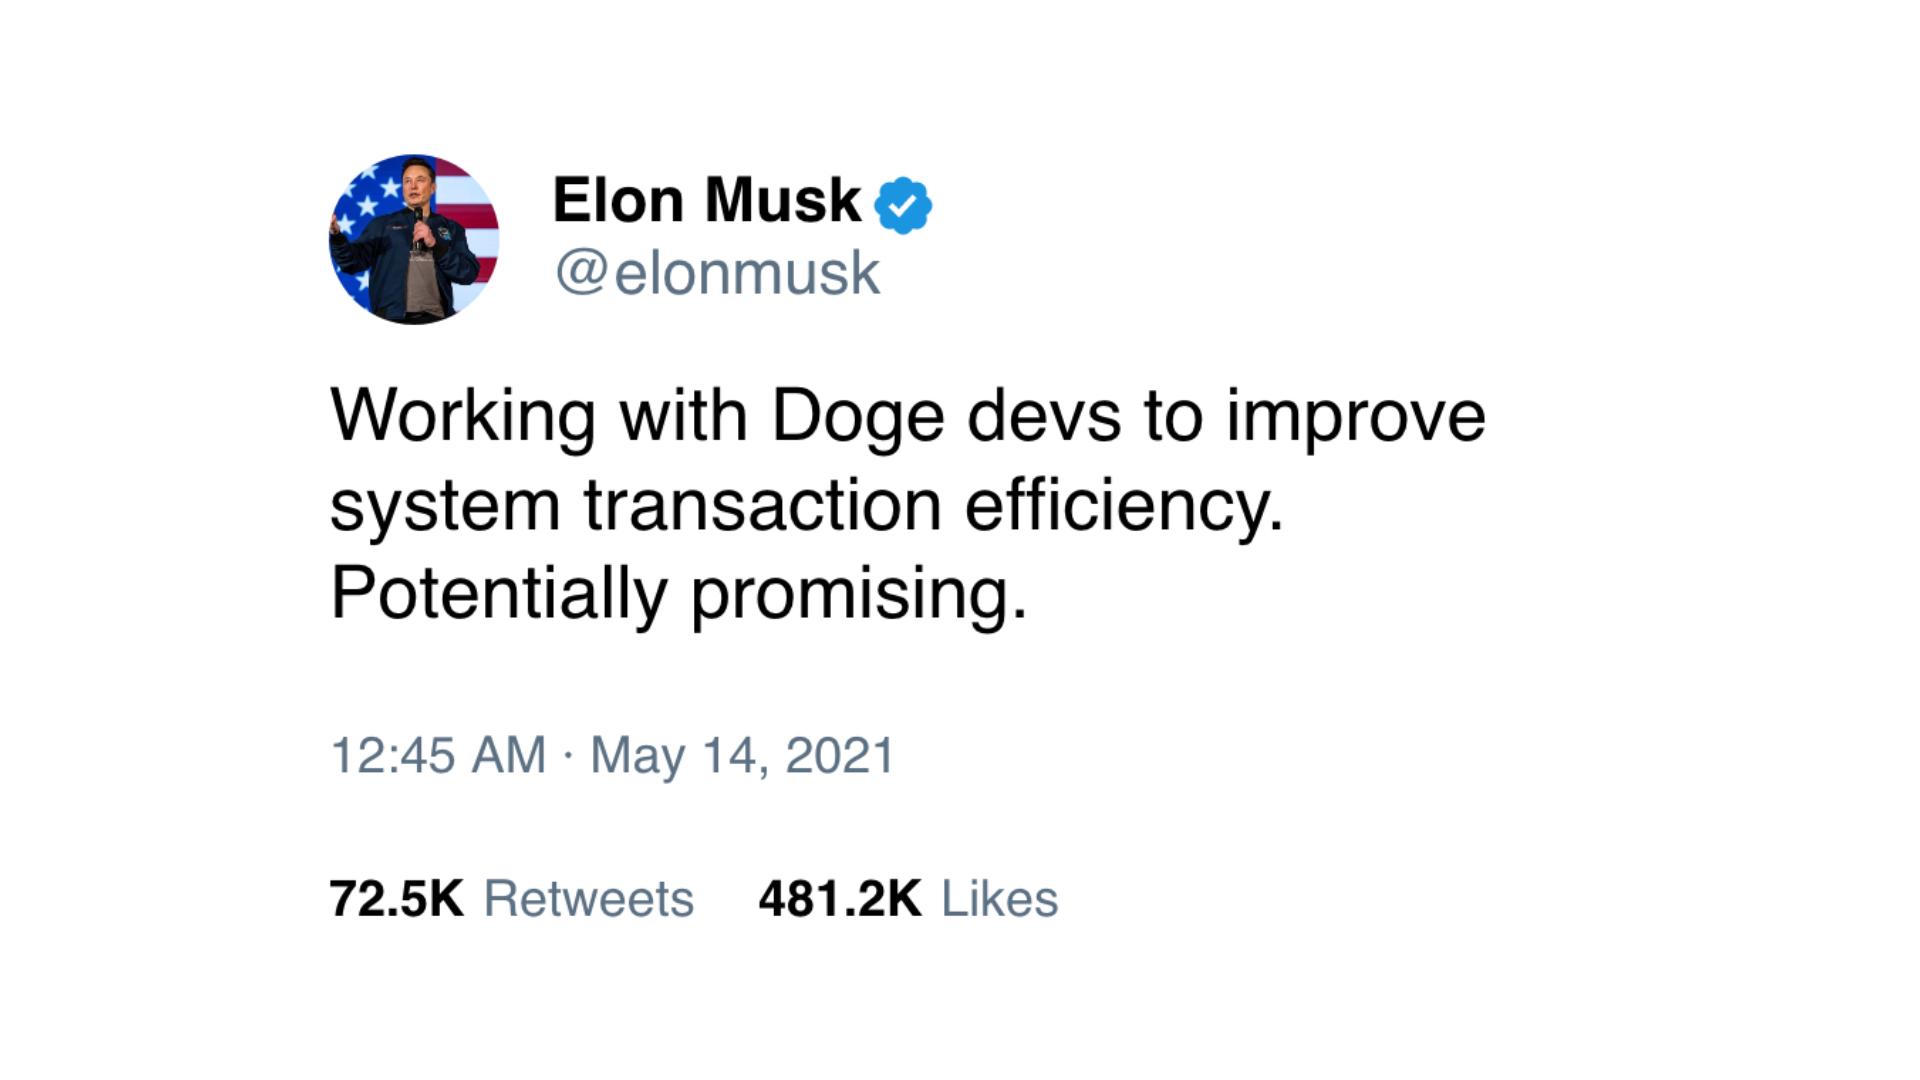 Elon Musk
@elonmusk
Working with Doge devs to improve
system transaction efficiency.
Potentially promising.
12:45 AM · May 14, 2021
72.5K Retweets 481.2K Likes